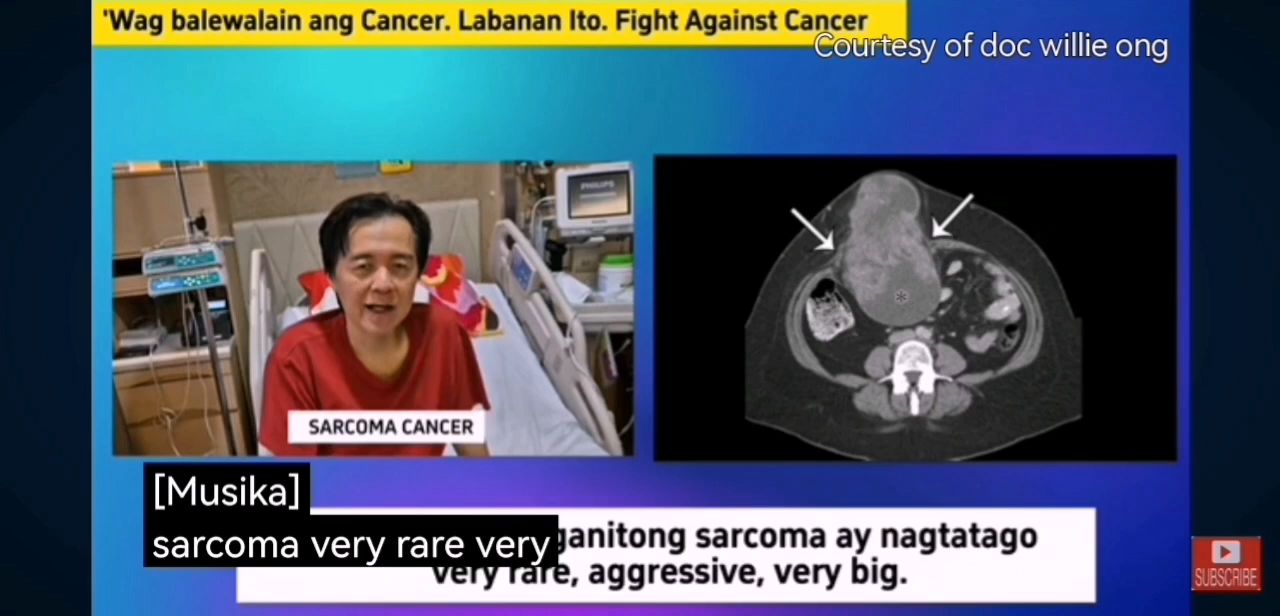 'Wag balewalain ang Cancer. Labanan Ito. Fight Against Cancer
Courtesy of doc willie ong
PHILIPS
*
SARCOMA CANCER
[Musika]
sarcoma very rare very
ganitong sarcoma ay nagtatago
very rare, aggressive, very big.
SUBSCRIBE